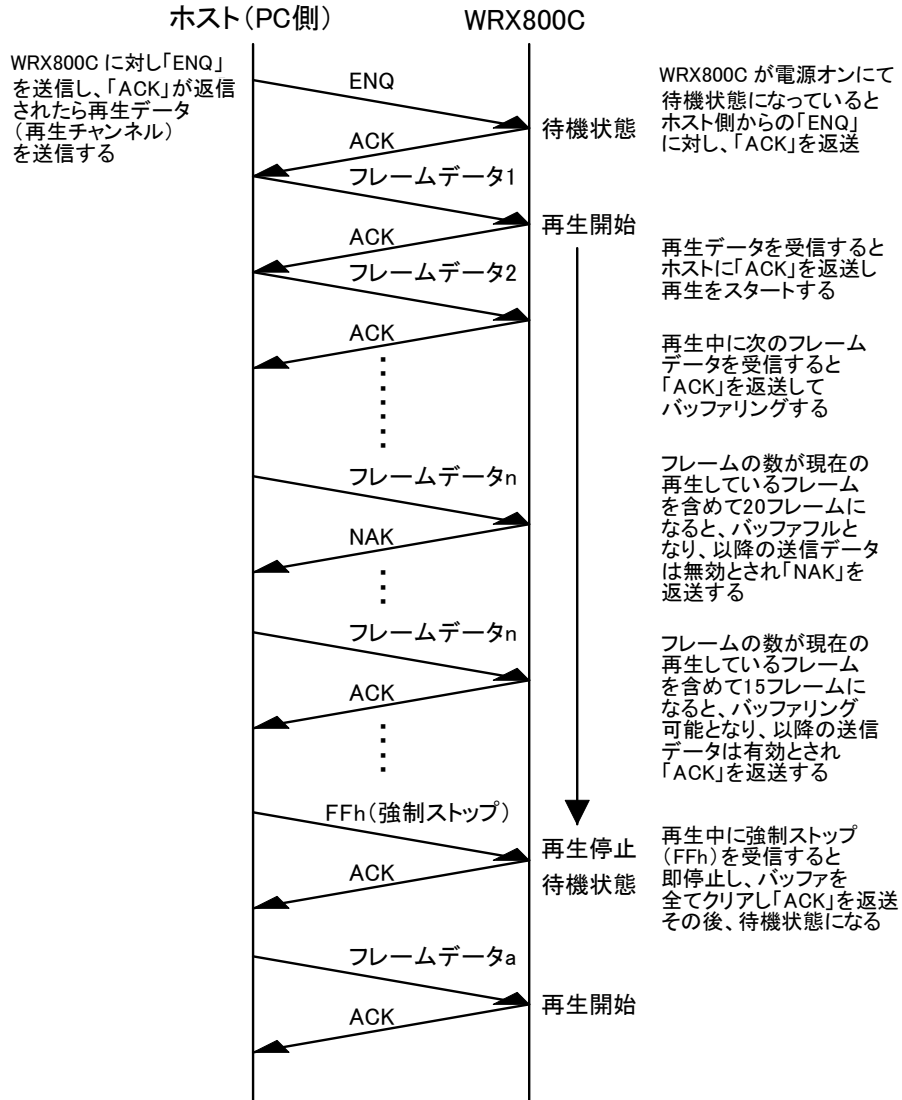 ホスト(PC側)
WRX800C
WRX800C に対し「ENQ」
を送信し、「ACK」が返信
されたら再生データ
(再生チャンネル)
を送信する
ENQ
WRX800C が電源オンにて
待機状態になっていると
ホスト側からの「ENQ」
に対し、「ACK」を返送
待機状態
ACK
フレームデータ1
再生開始
ACK
再生データを受信すると
ホストに「ACK」を返送し
再生をスタートする
フレームデータ2
ACK
再生中に次のフレーム
データを受信すると
「ACK」を返送して
バッファリングする
フレームデータn
NAK
フレームの数が現在の
再生しているフレーム
を含めて20フレームに
なると、バッファフルと
なり、以降の送信データ
は無効とされ「NAK」を
返送する
フレームデータn
ACK
フレームの数が現在の
再生しているフレーム
を含めて15フレームに
なると、バッファリング
可能となり、以降の送信
データは有効とされ
「ACK」を返送する
FFh(強制ストップ)
再生停止
ACK
待機状態
再生中に強制ストップ
(FFh)を受信すると
即停止し、バッファを
全てクリアし「ACK」を返送
その後、待機状態になる
フレームデータa
再生開始
ACK